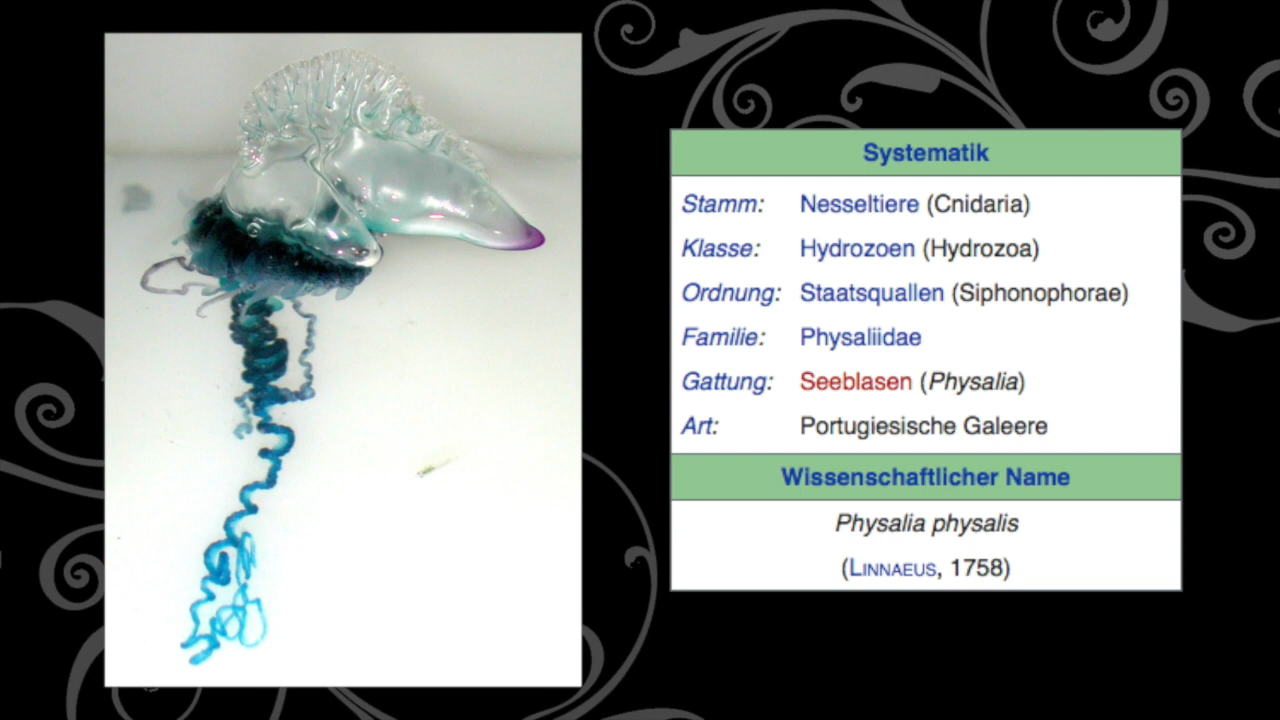 Systematik
Stamm: Nesseltiere (Cnidaria)
Klasse: Hydrozoen (Hydrozoa)
Ordnung: Staatsquallen (Siphonophorae)
Familie: Physaliidae
Gattung: Seeblasen (Physalia)
Art: Portugiesische Galeere
Wissenschaftlicher Name
Physalia physalis
(LINNAEUS, 1758)